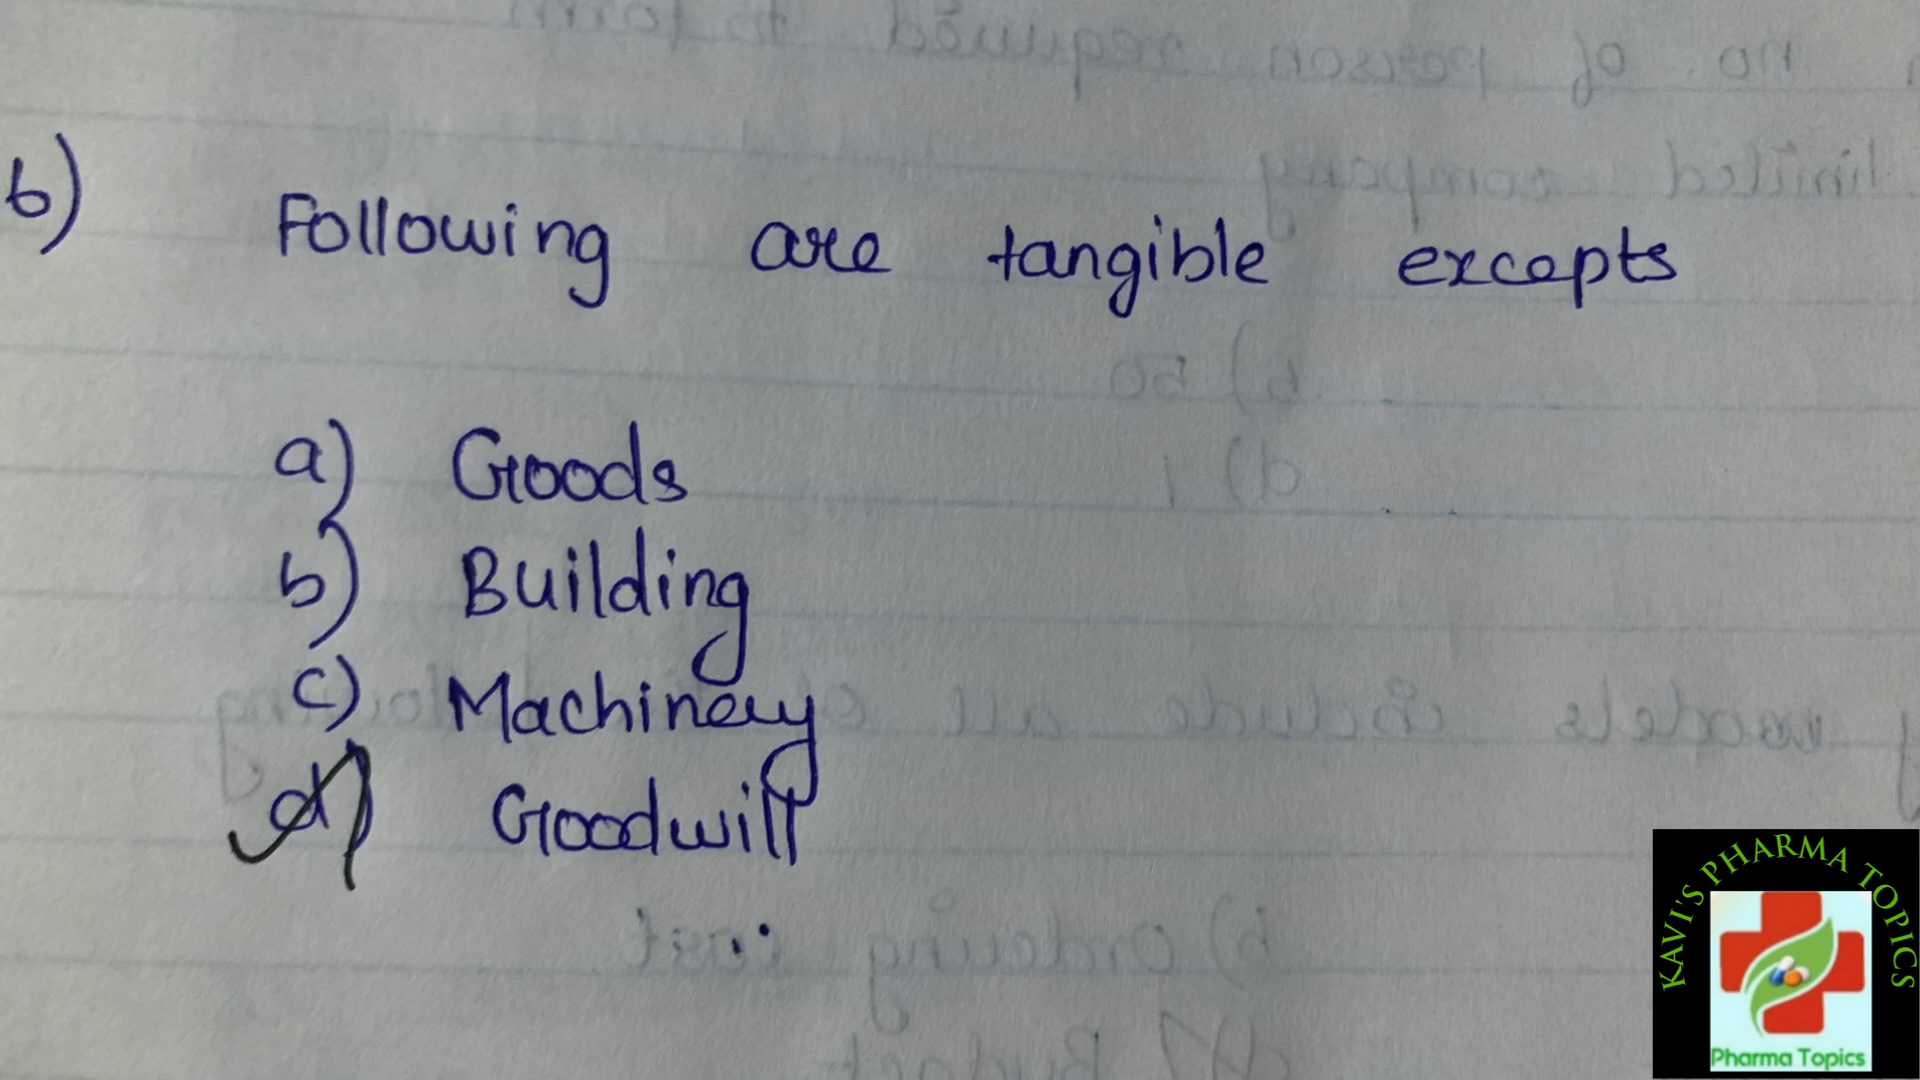 b) Following are tangible excepts
a) Goods
b) Building
c) Machinery
d) Goodwill
KAVI'S PHARMA TOPICS
Pharma Topics